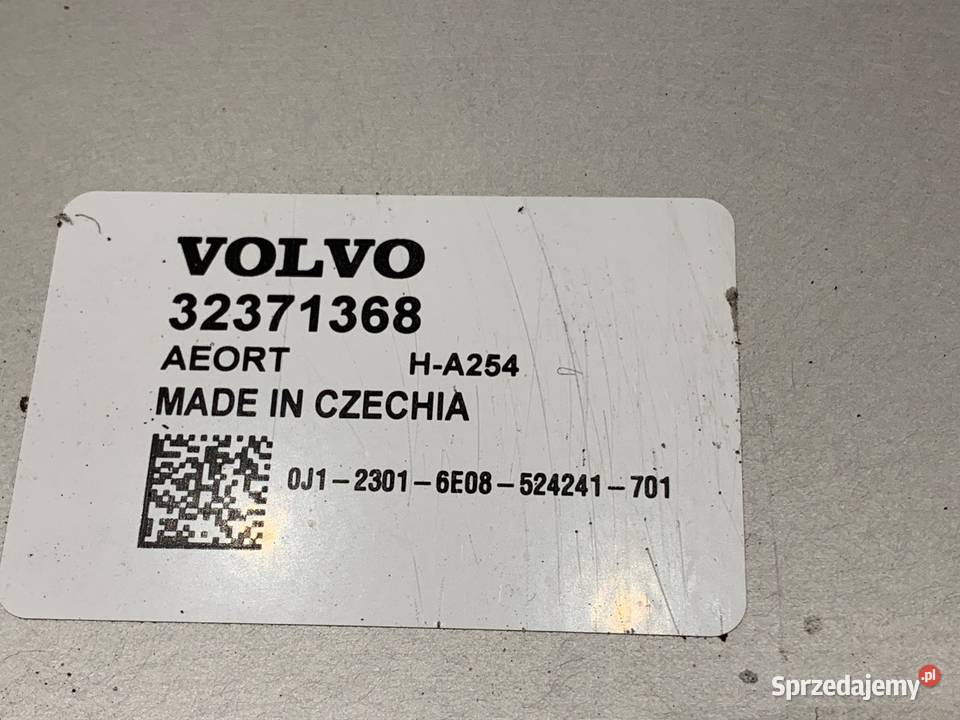 VOLVO
32371368
AEORT H-A254
MADE IN CZECHIA
0J1-2301-6E08-524241-701
Sprzedajemy.pl